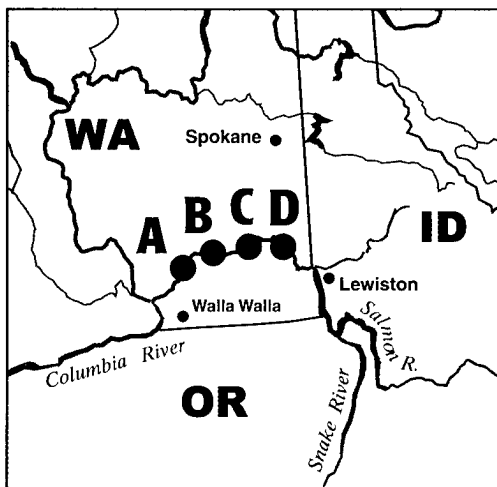 WA
Spokane
A
B
C
D
ID
Lewiston
Walla Walla
Salmon R.
Columbia River
OR
Snake River